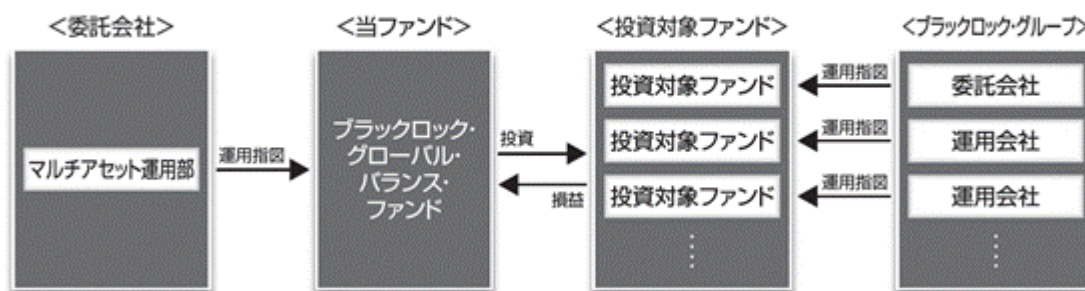 <委託会社>
<当ファンド>
<投資対象ファンド>
<ブラックロック・グループ>
マルチアセット運用部
運用指図
ブラックロック・
グローバル・
バランス・
ファンド
投資
損益
投資対象ファンド
運用指図
委託会社
投資対象ファンド
運用指図
運用会社
投資対象ファンド
運用指図
運用会社